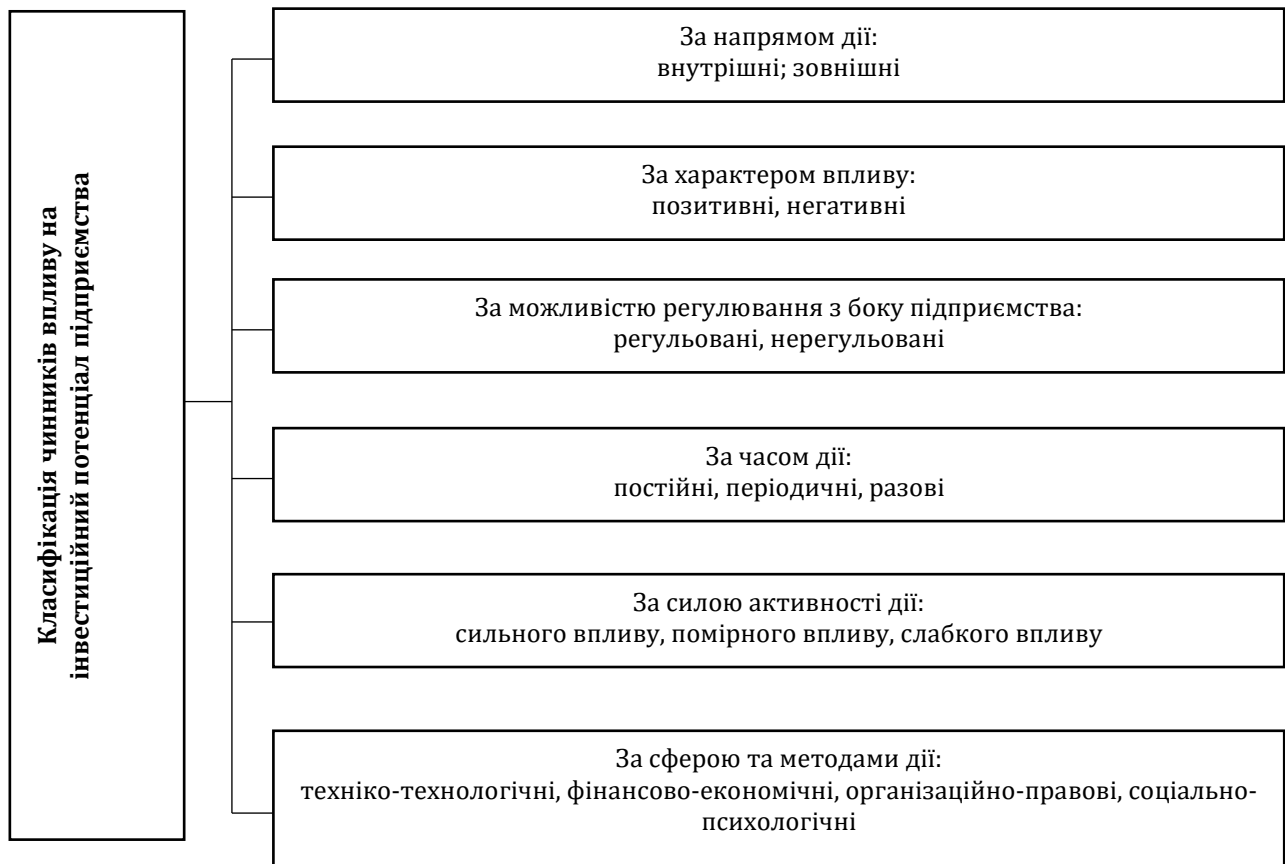 Класифікація чинників впливу на
інвестиційний потенціал підприємства
За напрямом дії:
внутрішні; зовнішні
За характером впливу:
позитивні, негативні
За можливістю регулювання з боку підприємства:
регульовані, нерегульовані
За часом дії:
постійні, періодичні, разові
За силою активності дії:
сильного впливу, помірного впливу, слабкого впливу
За сферою та методами дії:
техніко-технологічні, фінансово-економічні, організаційно-правові, соціально-
психологічні